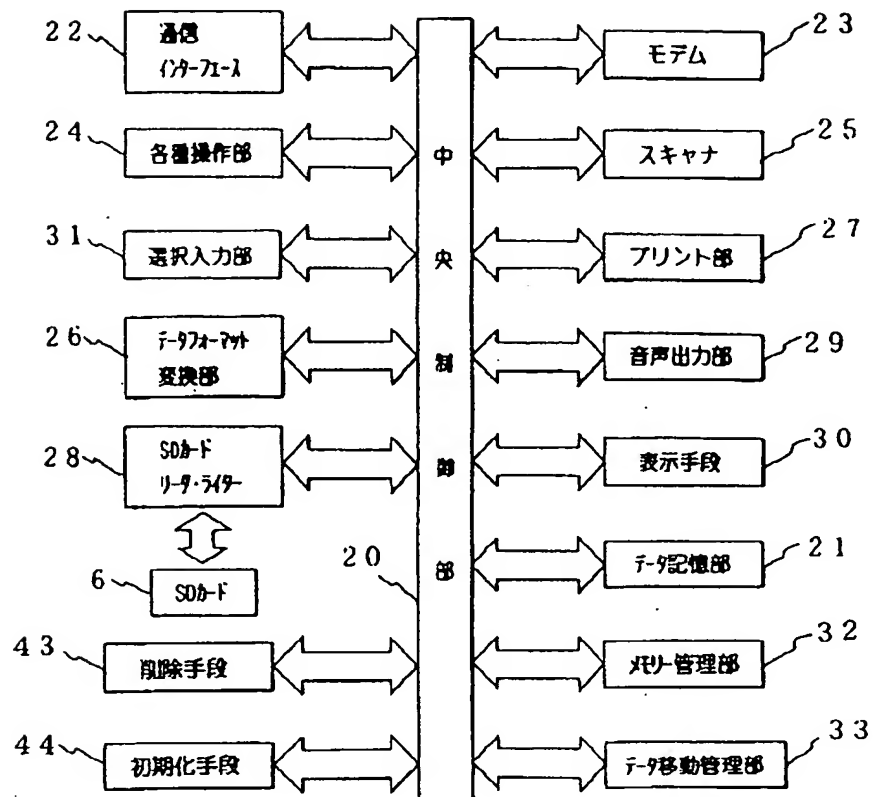 22
通信
インターフェース
23
モデム
24
各種操作部
25
スキャナ
31
選択入力部
27
プリント部
26
データフォーマット
変換部
29
音声出力部
28
SDカード
リーダ・ライター
30
表示手段
6
SDカード
21
データ記憶部
43
削除手段
32
メモリー管理部
44
初期化手段
33
データ移動管理部
20
中
央
制
御
部